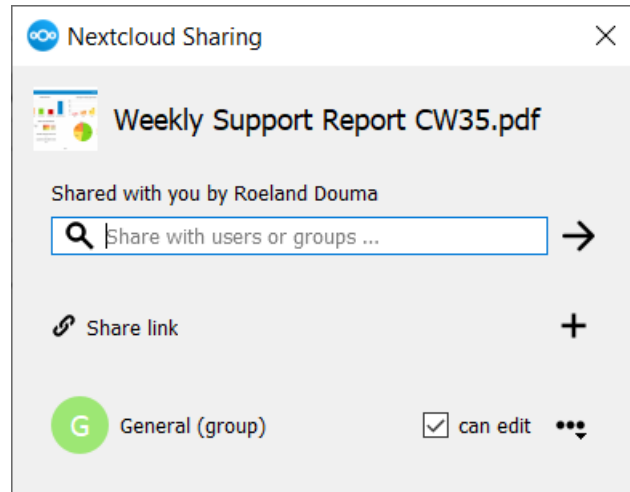 Nextcloud Sharing
Weekly Support Report CW35.pdf
Shared with you by Roeland Douma
Share with users or groups ...
Share link
G General (group) can edit